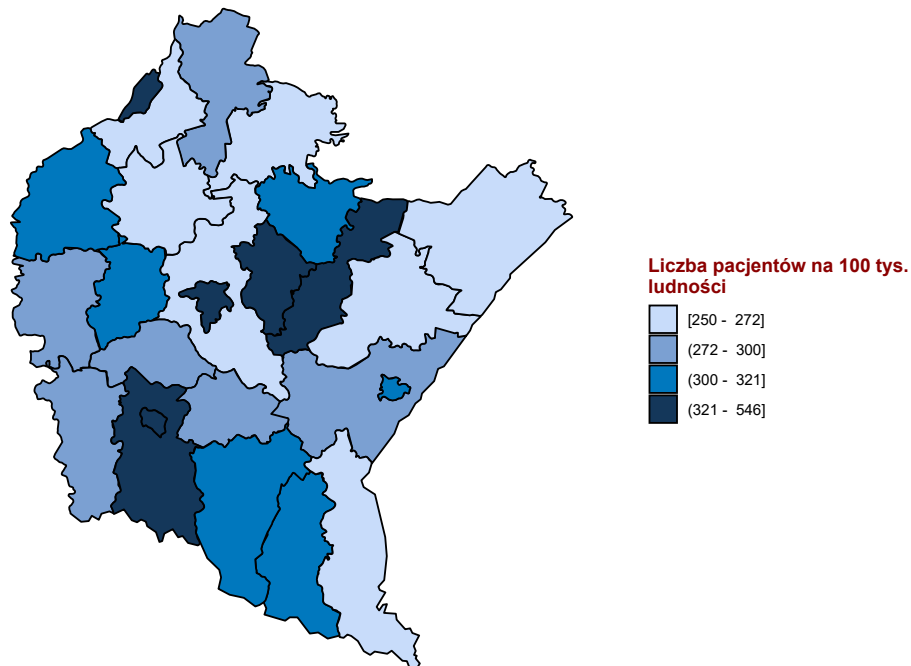 Liczba pacjentów na 100 tys.
ludności
[250 - 272]
(272 - 300]
(300 - 321]
(321 - 546]